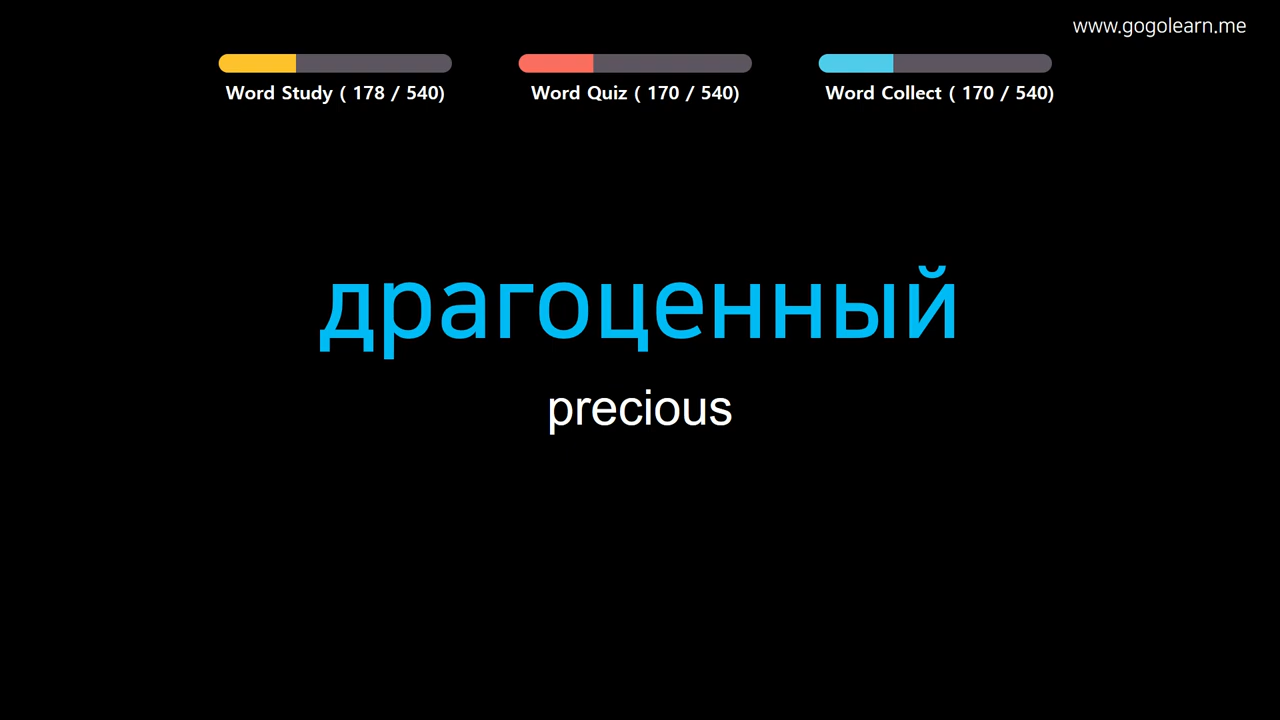 www.gogolearn.me
Word Study ( 178 / 540)
Word Quiz ( 170 / 540)
Word Collect ( 170 / 540)
драгоценный
precious